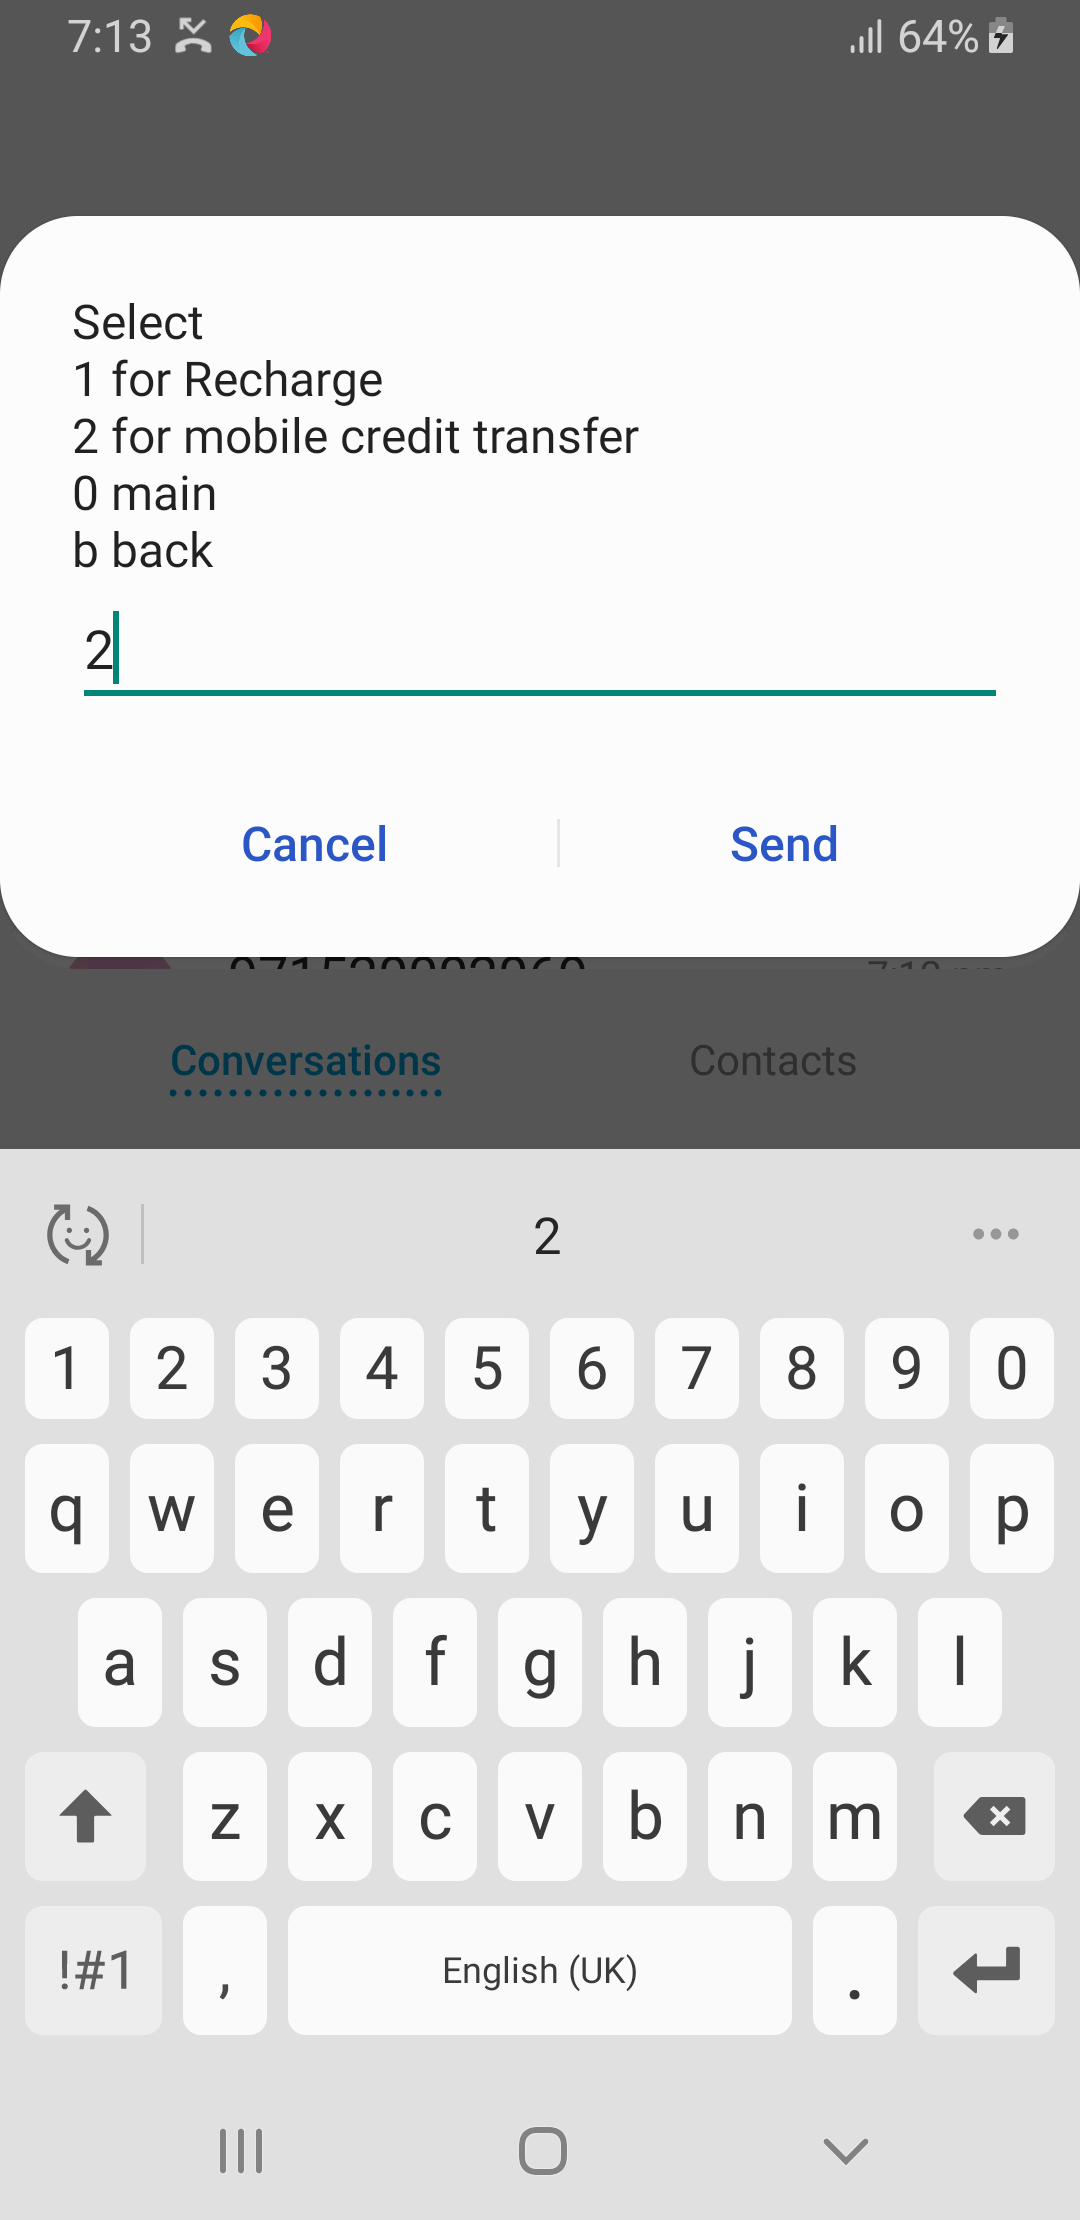 7:13 64%
Select
1 for Recharge
2 for mobile credit transfer
0 main
b back
2
Cancel Send
Conversations Contacts
2
1 2 3 4 5 6 7 8 9 0
q w e r t y u i o p
a s d f g h j k l
z x c v b n m
!#1 , English (UK) .